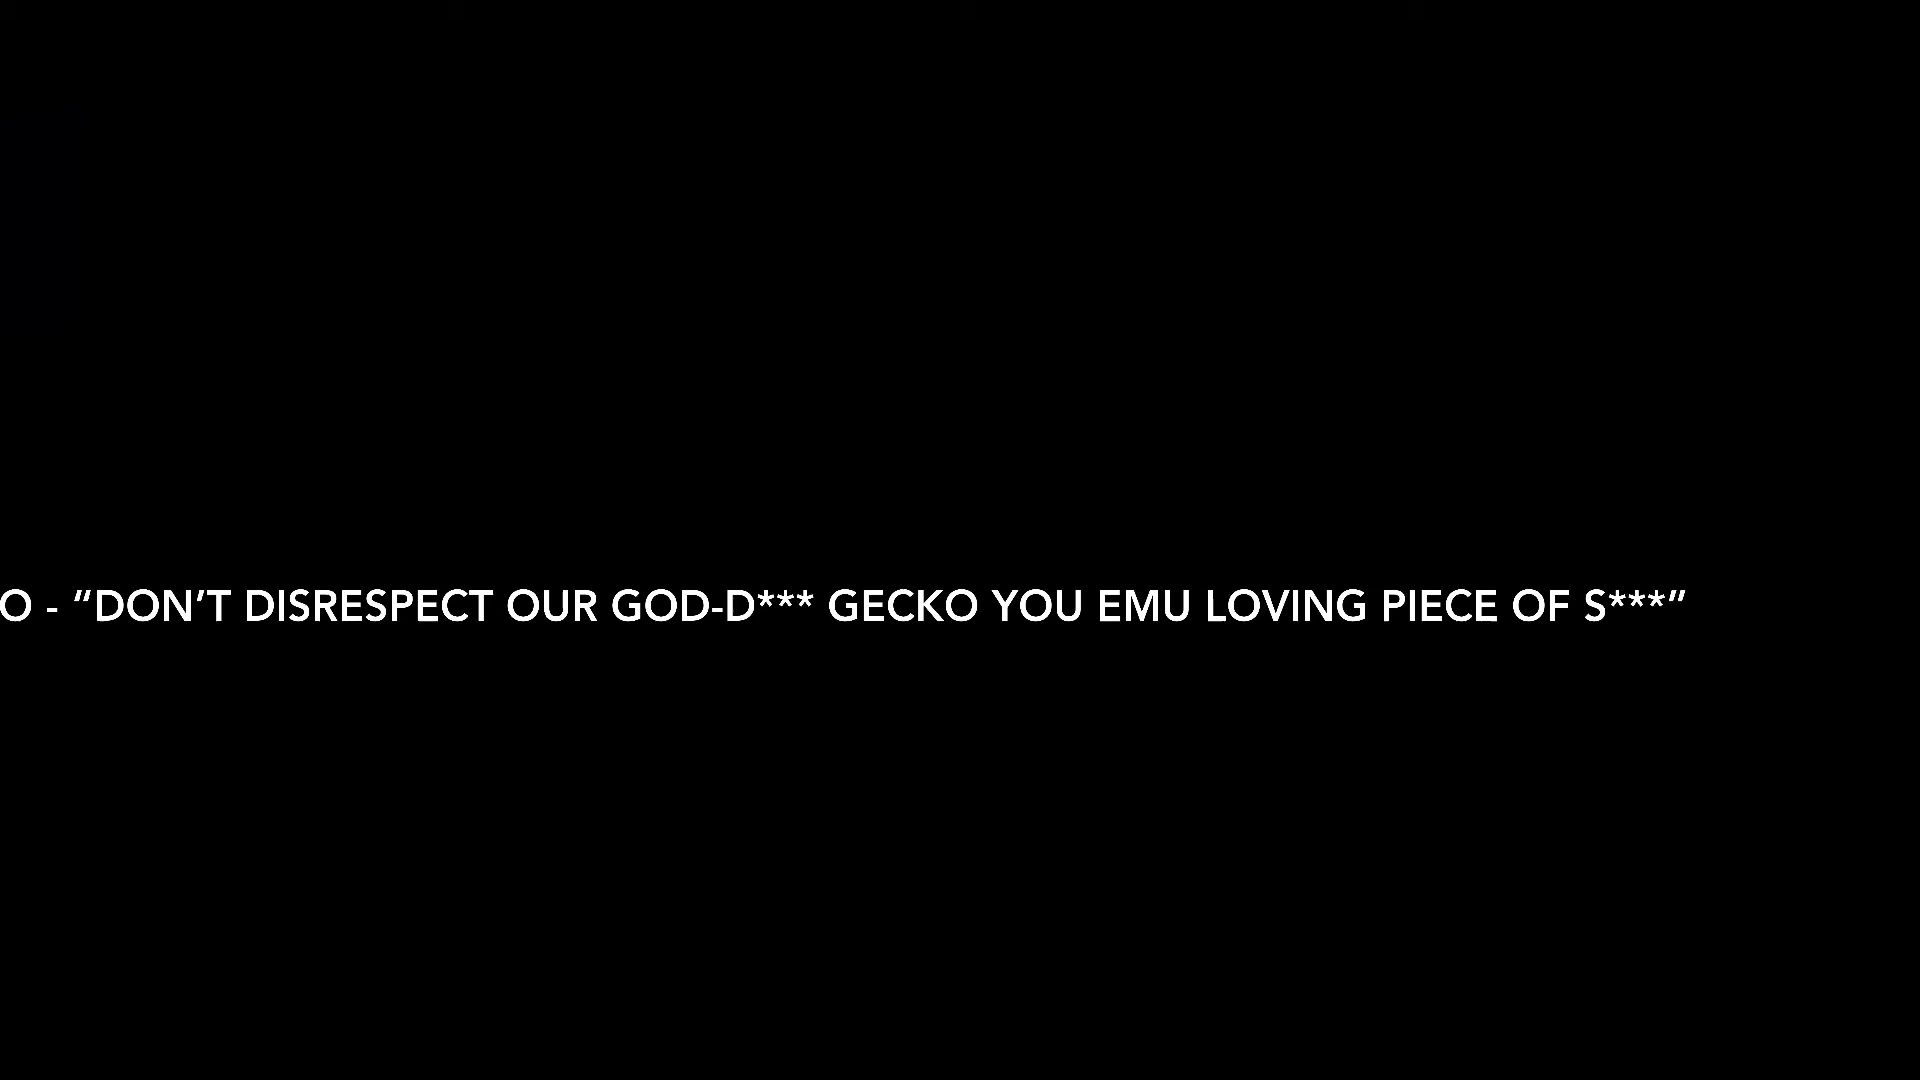 O - “DON’T DISRESPECT OUR GOD-D*** GECKO YOU EMU LOVING PIECE OF S***”